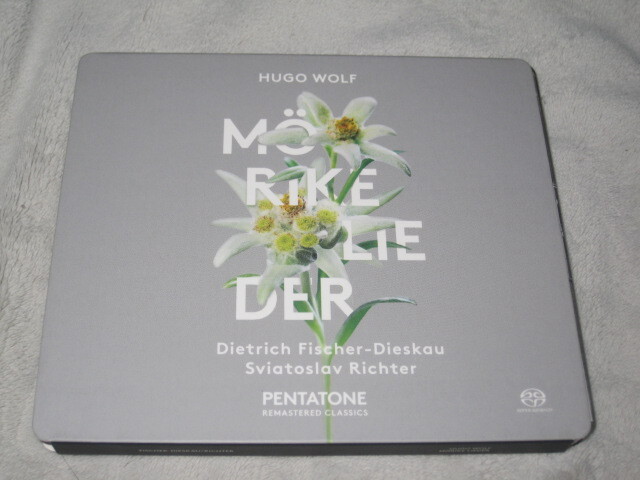 HUGO WOLF
MÖ
RIKE
LIE
DER
Dietrich Fischer-Dieskau
Sviatoslav Richter
PENTATONE
REMASTERED CLASSICS